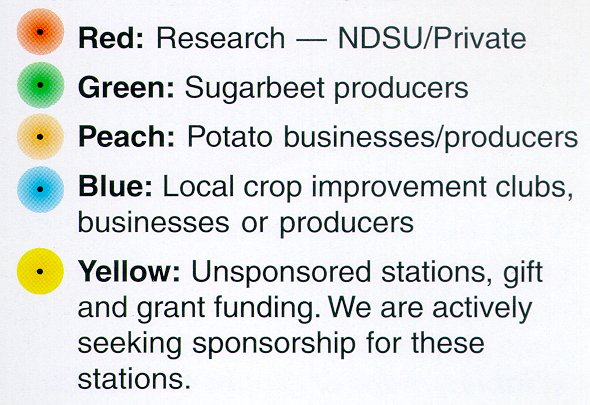 Red: Research — NDSU/Private
Green: Sugarbeet producers
Peach: Potato businesses/producers
Blue: Local crop improvement clubs,
businesses or producers
Yellow: Unsponsored stations, gift
and grant funding. We are actively
seeking sponsorship for these
stations.